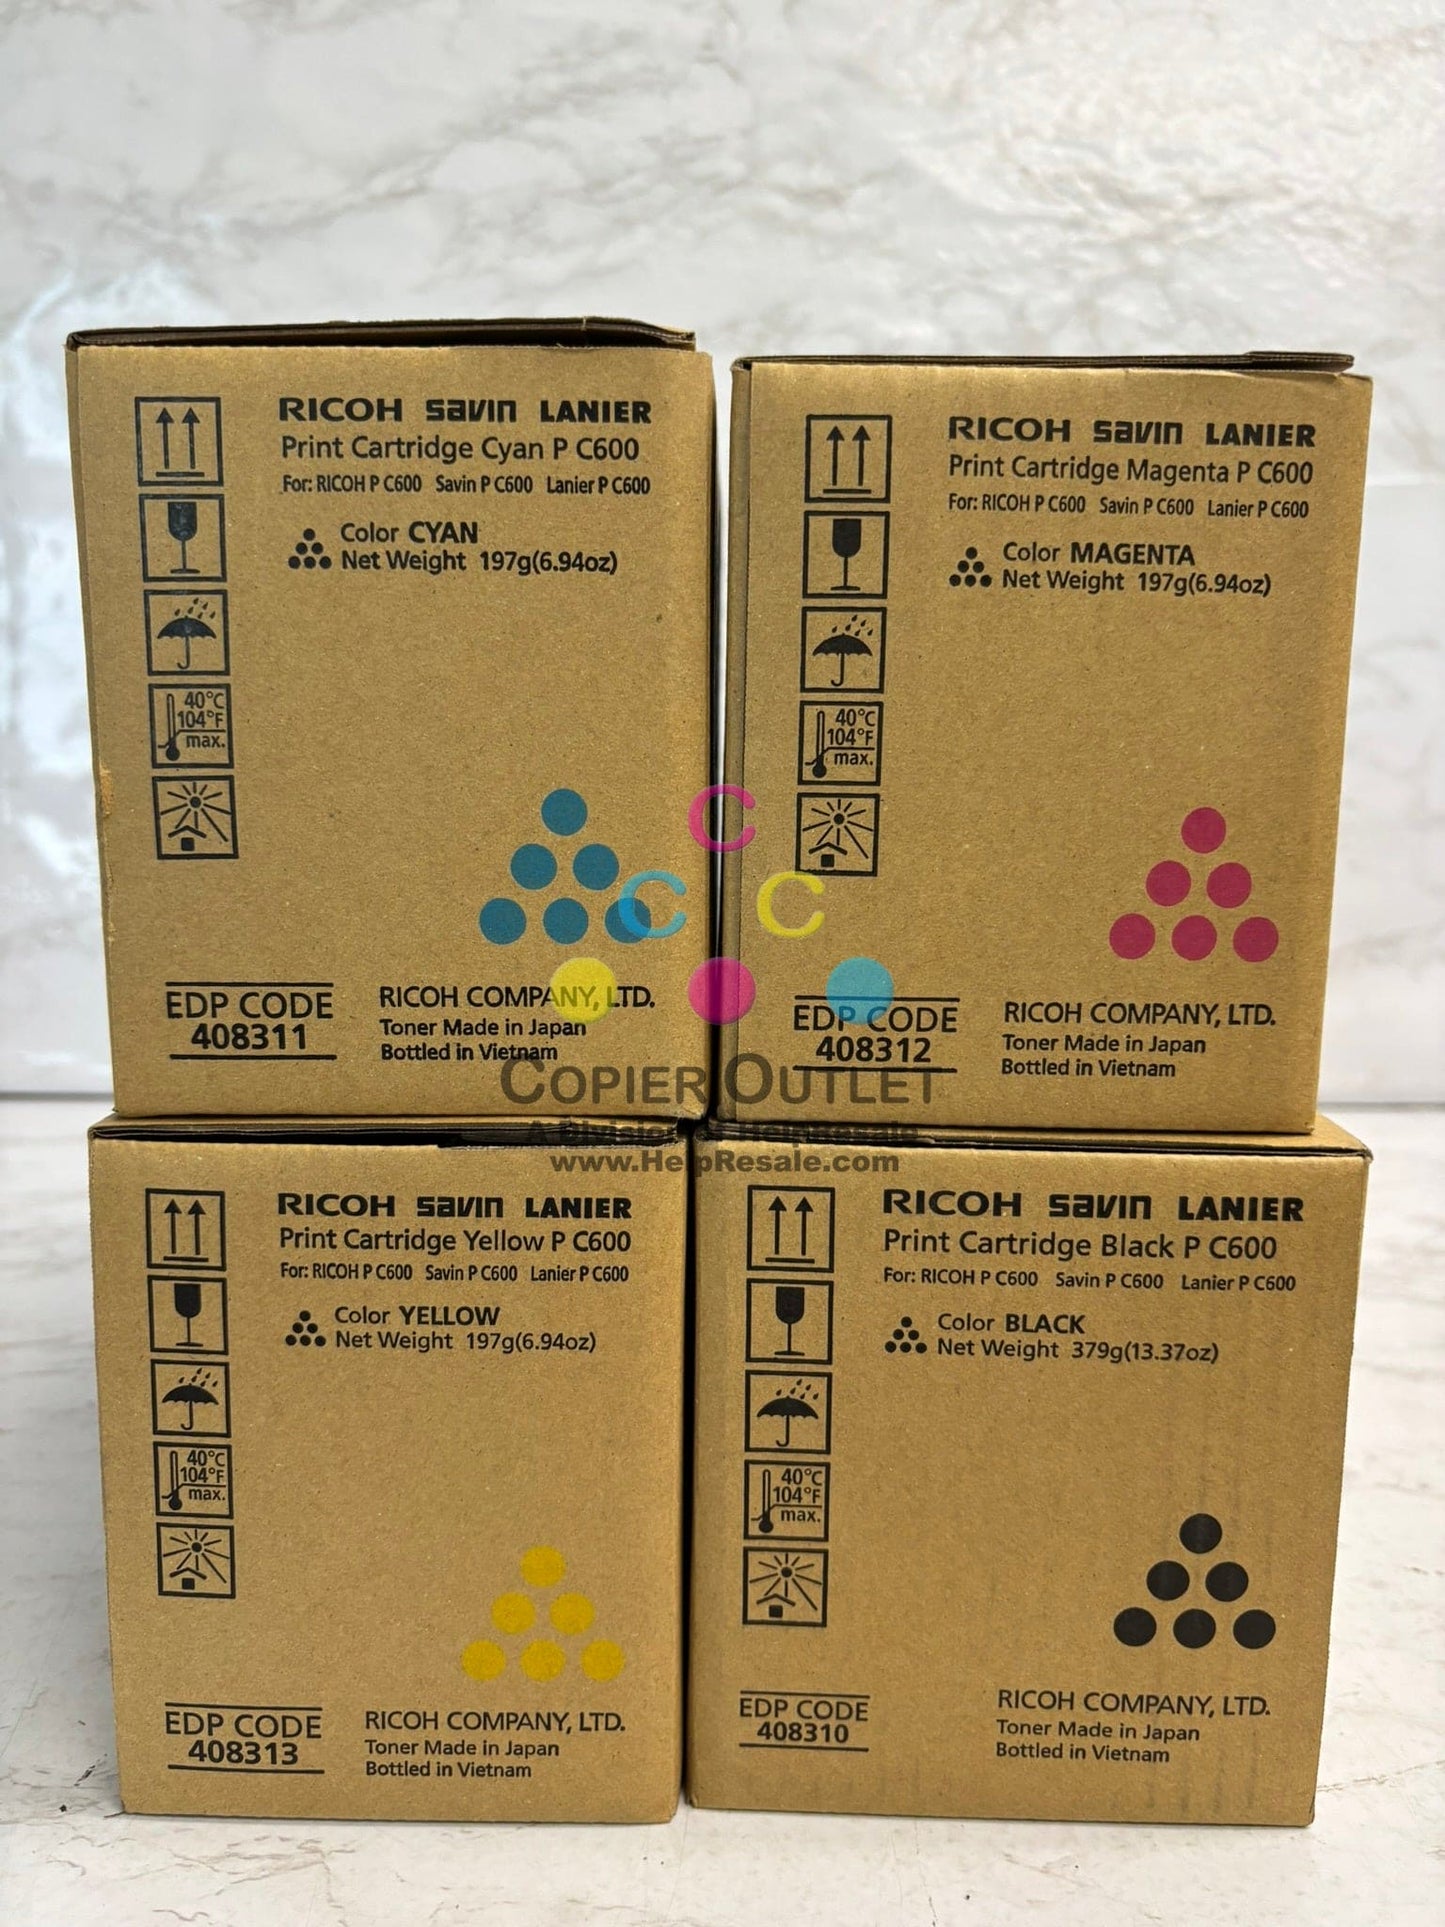 RICOH Savin LANIER
Print Cartridge Cyan P C600
For: RICOH P C600 Savin P C600 Lanier P C600
Color CYAN
Net Weight 197g(6.94oz)
40°C
104°F
max.
EDP CODE
408311
RICOH COMPANY, LTD.
Toner Made in Japan
Bottled in Vietnam
RICOH Savin LANIER
Print Cartridge Magenta P C600
For: RICOH P C600 Savin P C600 Lanier P C600
Color MAGENTA
Net Weight 197g(6.94oz)
40°C
104°F
max.
EDP CODE
408312
RICOH COMPANY, LTD.
Toner Made in Japan
Bottled in Vietnam
C
C C
COPIER OUTLET
A Division of HelpResale
www.HelpResale.com
RICOH Savin LANIER
Print Cartridge Yellow P C600
For: RICOH P C600 Savin P C600 Lanier P C600
Color YELLOW
Net Weight 197g(6.94oz)
40°C
104°F
max.
EDP CODE
408313
RICOH COMPANY, LTD.
Toner Made in Japan
Bottled in Vietnam
RICOH Savin LANIER
Print Cartridge Black P C600
For: RICOH P C600 Savin P C600 Lanier P C600
Color BLACK
Net Weight 379g(13.37oz)
40°C
104°F
max.
EDP CODE
408310
RICOH COMPANY, LTD.
Toner Made in Japan
Bottled in Vietnam